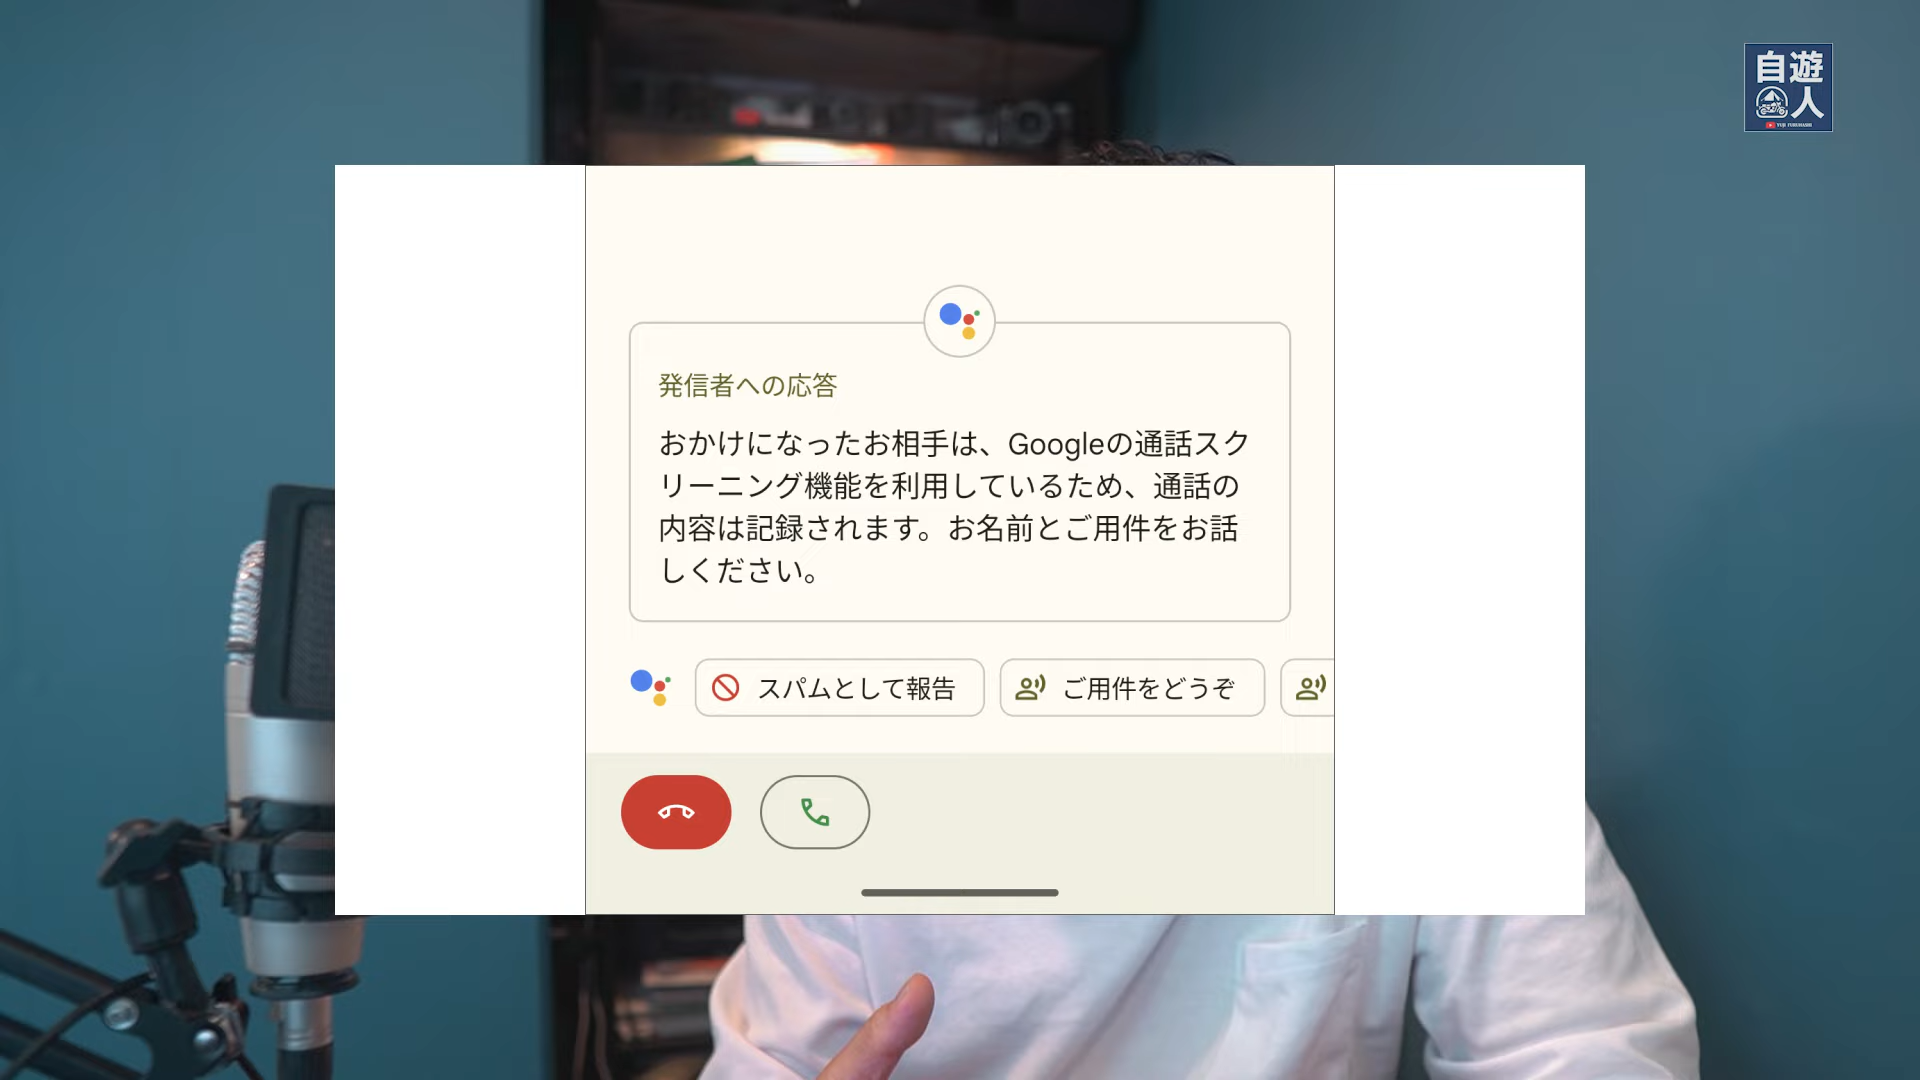 自遊
人
発信者への応答
おかけになったお相手は、Googleの通話スク
リーニング機能を利用しているため、通話の
内容は記録されます。お名前とご用件をお話
しください。
スパムとして報告
ご用件をどうぞ